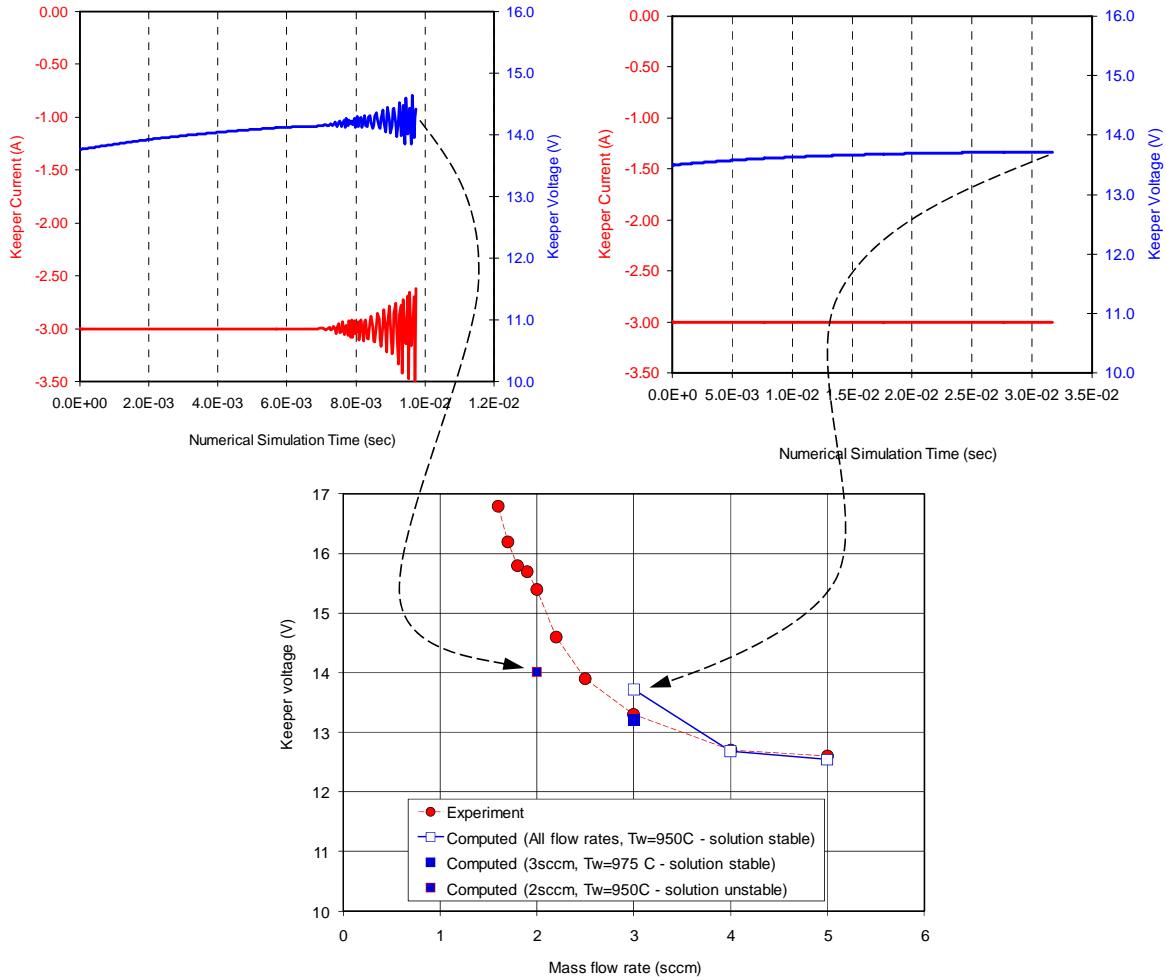 0.00
-0.50
-1.00
-1.50
-2.00
-2.50
-3.00
-3.50
Keeper Current (A)
16.0
15.0
14.0
13.0
12.0
11.0
10.0
Keeper Voltage (V)
0.0E+00 2.0E-03 4.0E-03 6.0E-03 8.0E-03 1.0E-02 1.2E-02
Numerical Simulation Time (sec)
0.00
-0.50
-1.00
-1.50
-2.00
-2.50
-3.00
-3.50
Keeper Current (A)
16.0
15.0
14.0
13.0
12.0
11.0
10.0
Keeper Voltage (V)
0.0E+00 5.0E-03 1.0E-02 1.5E-02 2.0E-02 2.5E-02 3.0E-02 3.5E-02
Numerical Simulation Time (sec)
17
16
15
14
13
12
11
10
Keeper voltage (V)
Experiment
Computed (All flow rates, Tw=950C - solution stable)
Computed (3sccm, Tw=975 C - solution stable)
Computed (2sccm, Tw=950C - solution unstable)
0 1 2 3 4 5 6
Mass flow rate (sccm)